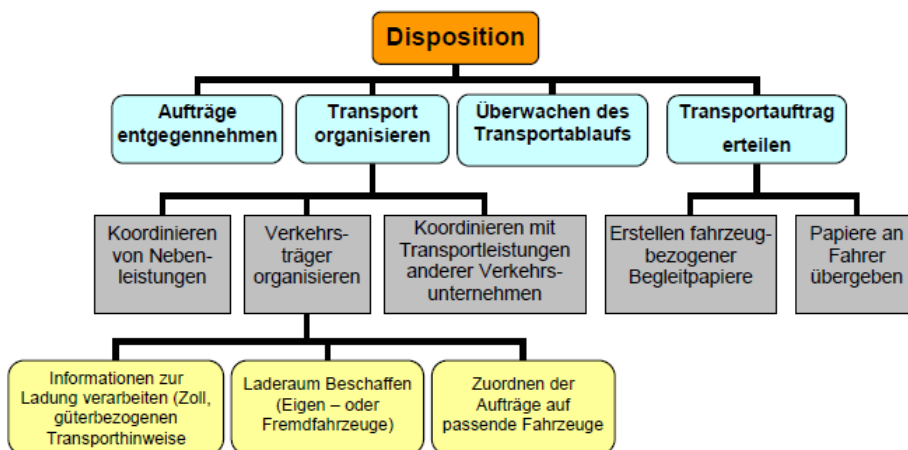 Disposition
Aufträge
entgegennehmen
Transport
organisieren
Überwachen des
Transportablaufs
Transportauftrag
erteilen
Koordinieren
von Neben-
leistungen
Verkehrs-
träger
organisieren
Koordinieren mit
Transportleistungen
anderer Verkehrs-
unternehmen
Erstellen fahrzeug-
bezogener
Begleitpapiere
Papiere an
Fahrer
übergeben
Informationen zur
Ladung verarbeiten (Zoll,
güterbezogenen
Transporthinweise
Laderaum Beschaffen
(Eigen – oder
Fremdfahrzeuge)
Zuordnen der
Aufträge auf
passende Fahrzeuge